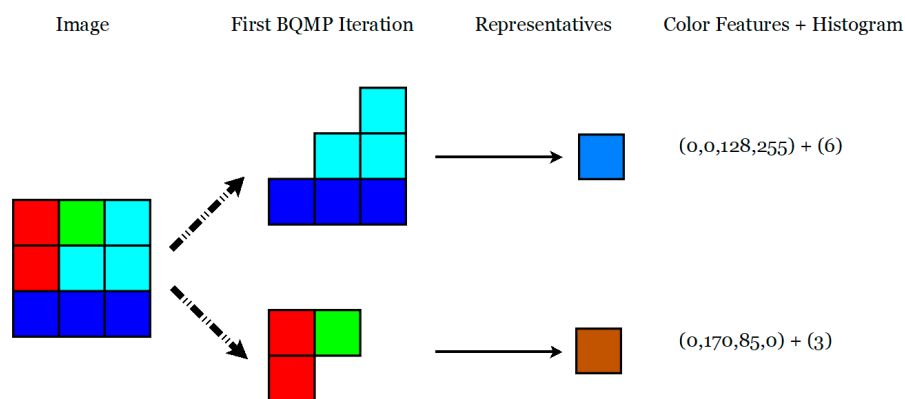 Image
First BQMP Iteration
Representatives
Color Features + Histogram
(0,0,128,255) + (6)
(0,170,85,0) + (3)